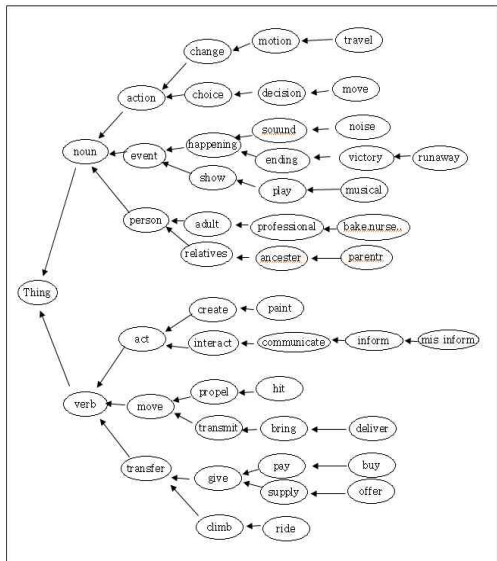 change
motion
travel
action
choice
decision
move
noun
event
happening
souund
noise
ending
victory
runaway
show
play
musical
person
adult
professional
bake.nurse..
relatives
ancester
parentr
Thing
verb
act
create
paint
interact
communicate
inform
mis inform
move
propel
hit
transmit
bring
deliver
transfer
give
pay
buy
supply
offer
climb
ride